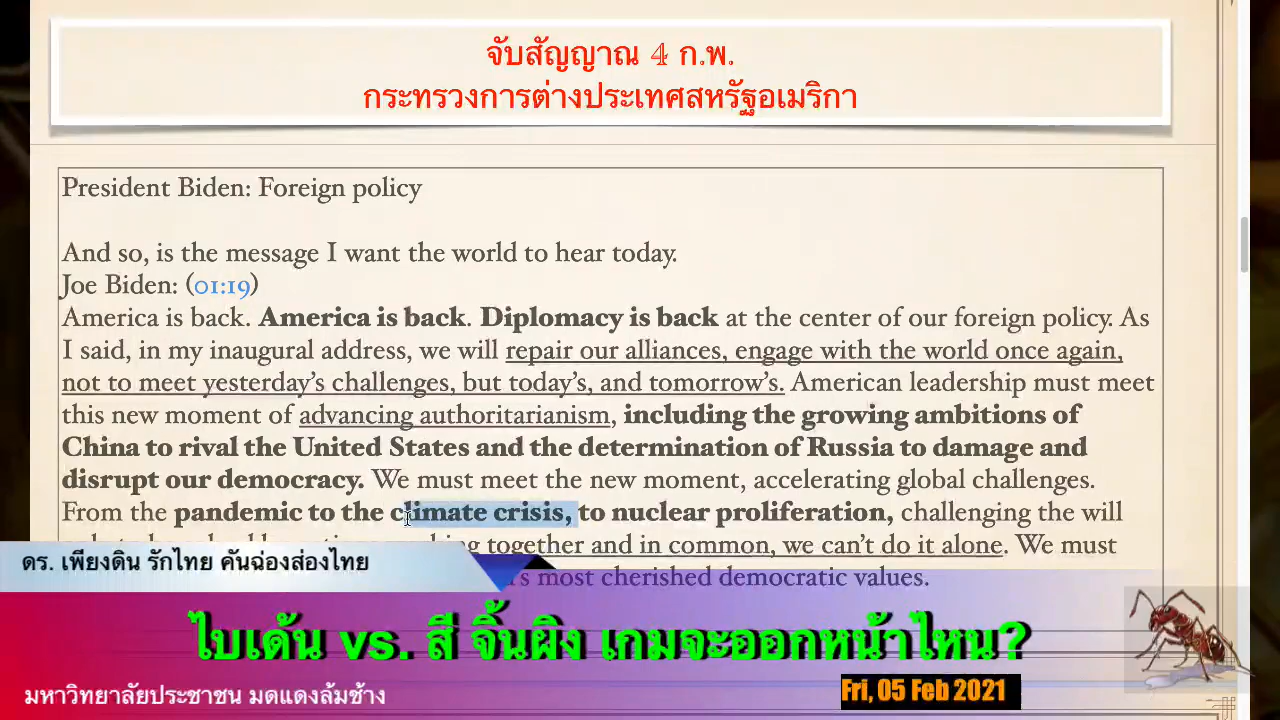 จับสัญญาณ 4 ก.พ.
กระทรวงการต่างประเทศสหรัฐอเมริกา
President Biden: Foreign policy
And so, is the message I want the world to hear today.
Joe Biden: (01:19)
America is back. America is back. Diplomacy is back at the center of our foreign policy. As
I said, in my inaugural address, we will repair our alliances, engage with the world once again,
not to meet yesterday's challenges, but today's, and tomorrow's. American leadership must meet
this new moment of advancing authoritarianism, including the growing ambitions of
China to rival the United States and the determination of Russia to damage and
disrupt our democracy. We must meet the new moment, accelerating global challenges.
From the pandemic to the climate crisis, to nuclear proliferation, challenging the will
together and in common, we can't do it alone. We must
most cherished democratic values.
ดร. เพียงดิน รักไทย คันฉ่องส่องไทย
ไบเด้น vs. สี จิ้นผิง เกมจะออกหน้าไหน?
มหาวิทยาลัยประชาชน มดแดงล้มช้าง
Fri, 05 Feb 2021